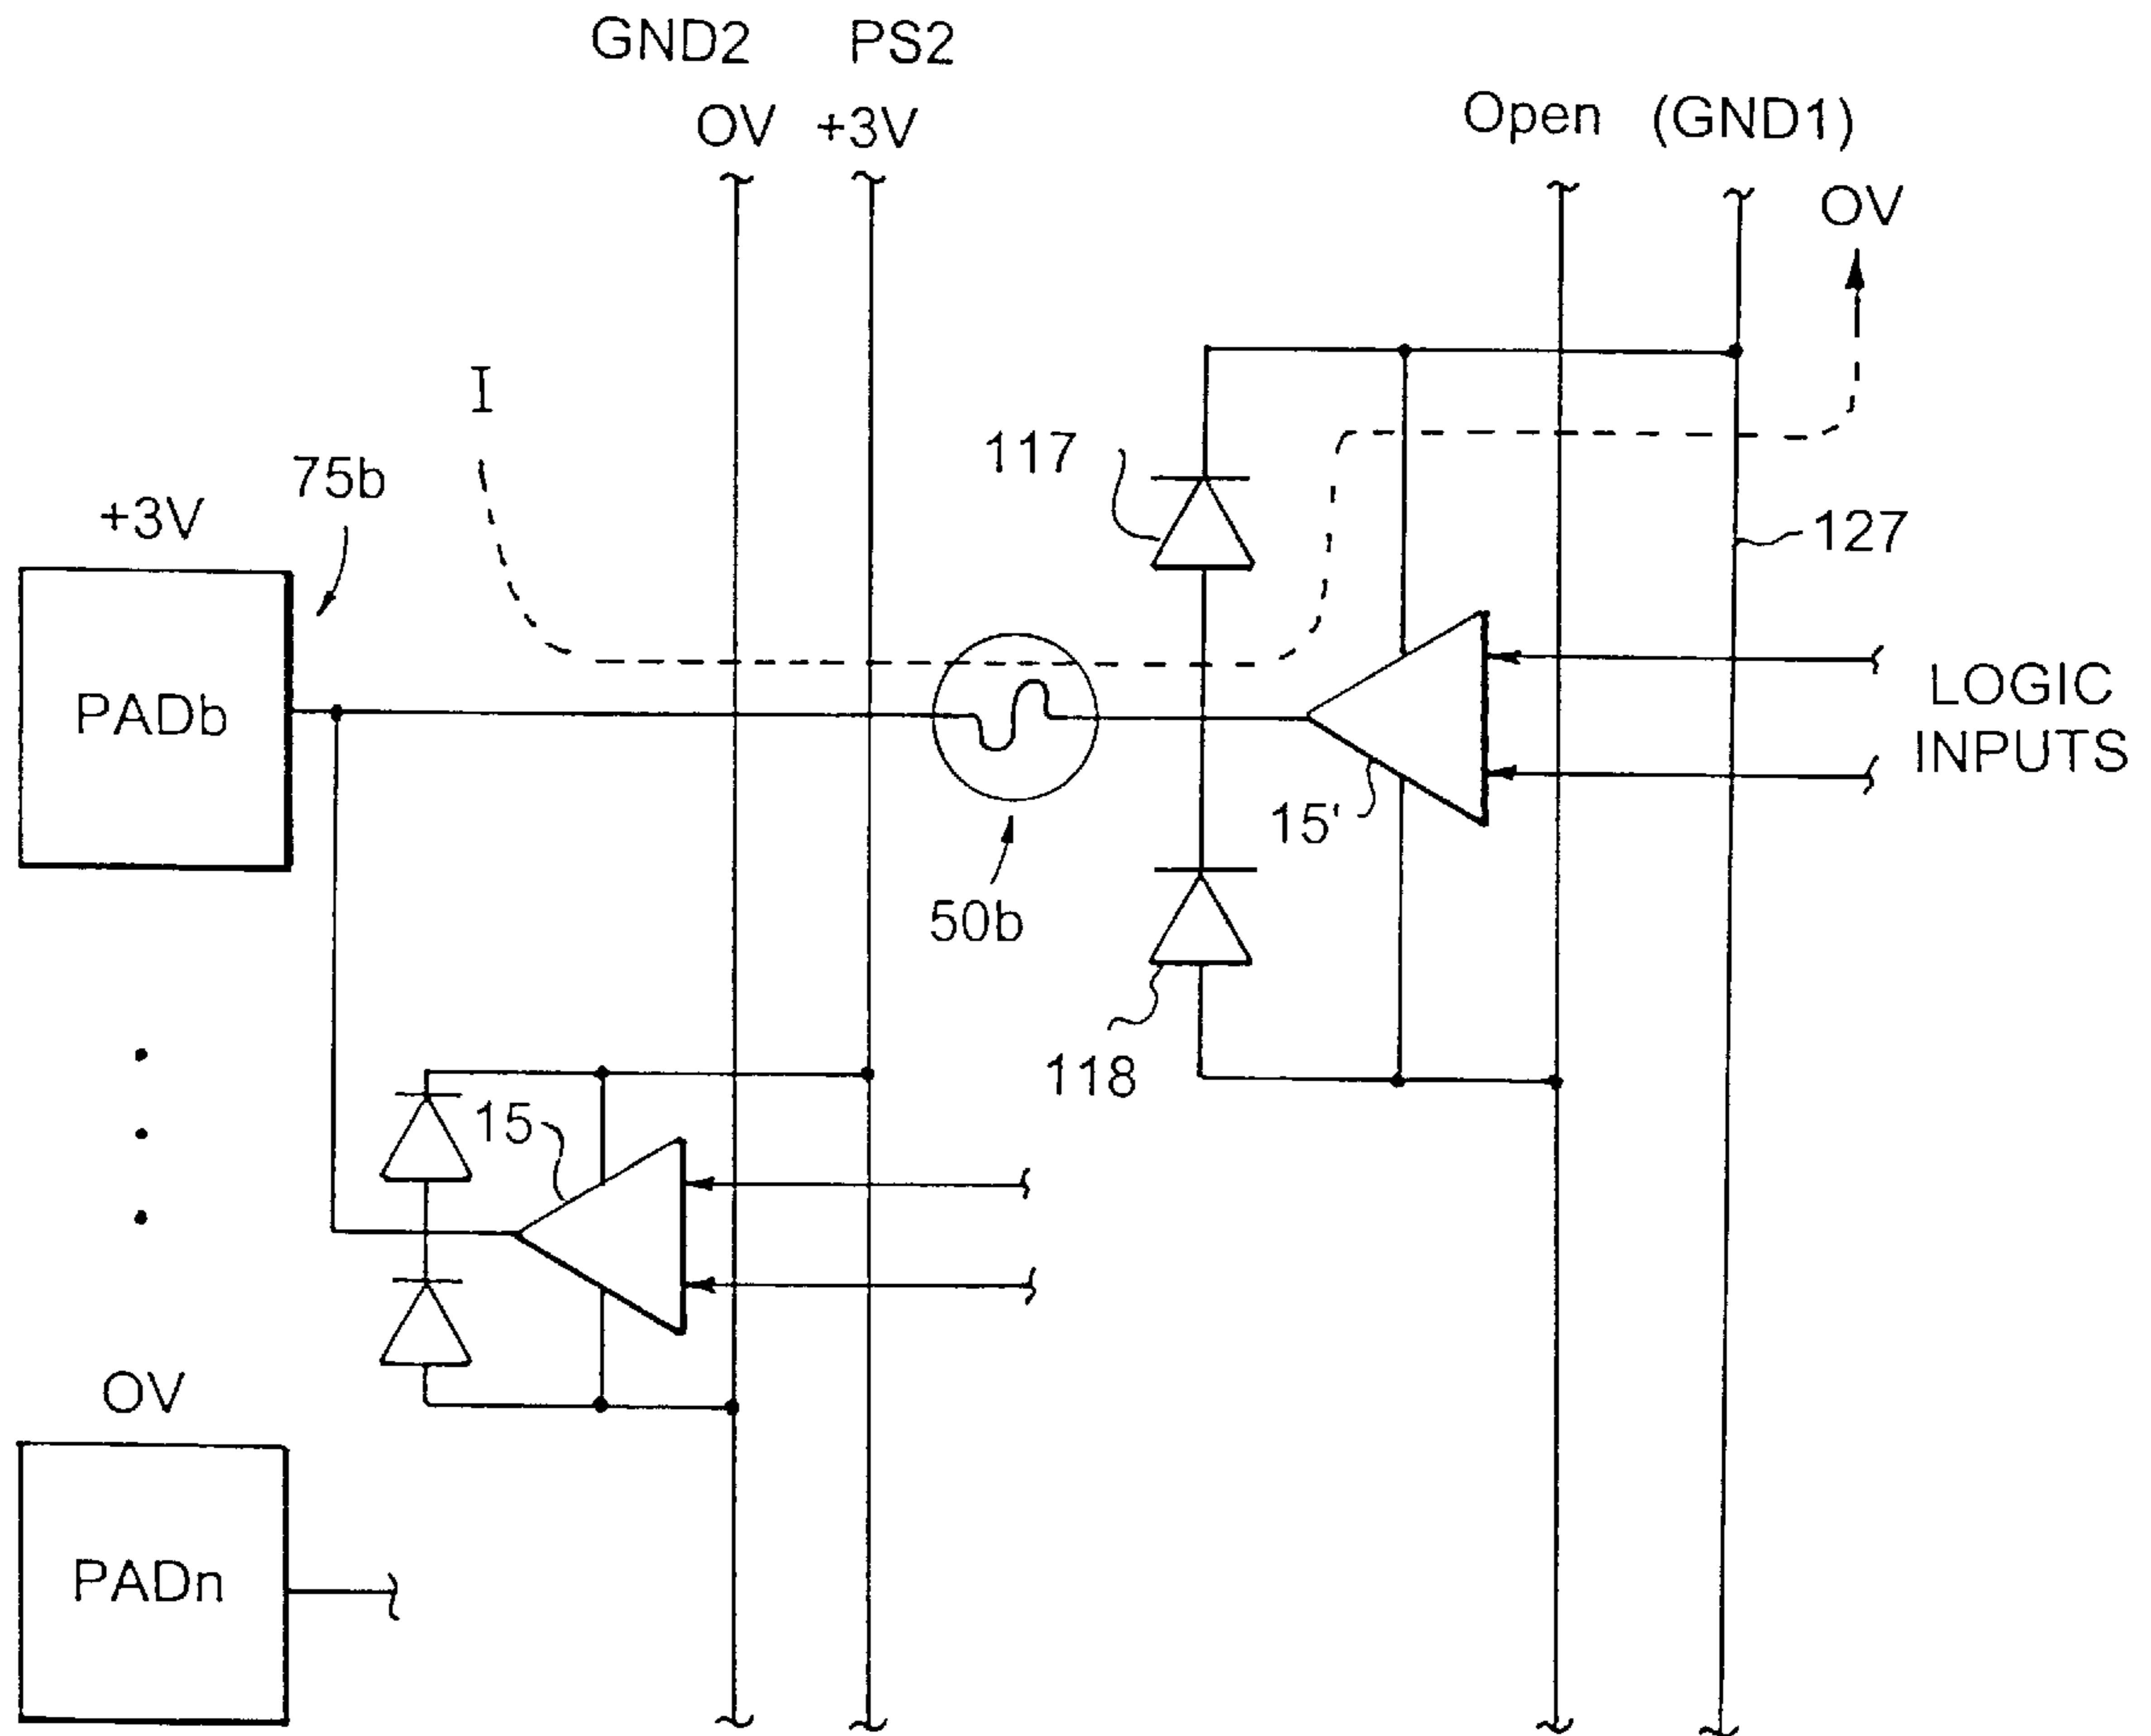 GND2 PS2
OV +3V
Open (GND1)
OV
I
117
75b
+3V
127
PADb
LOGIC
INPUTS
15'
50b
118
15
OV
PADn